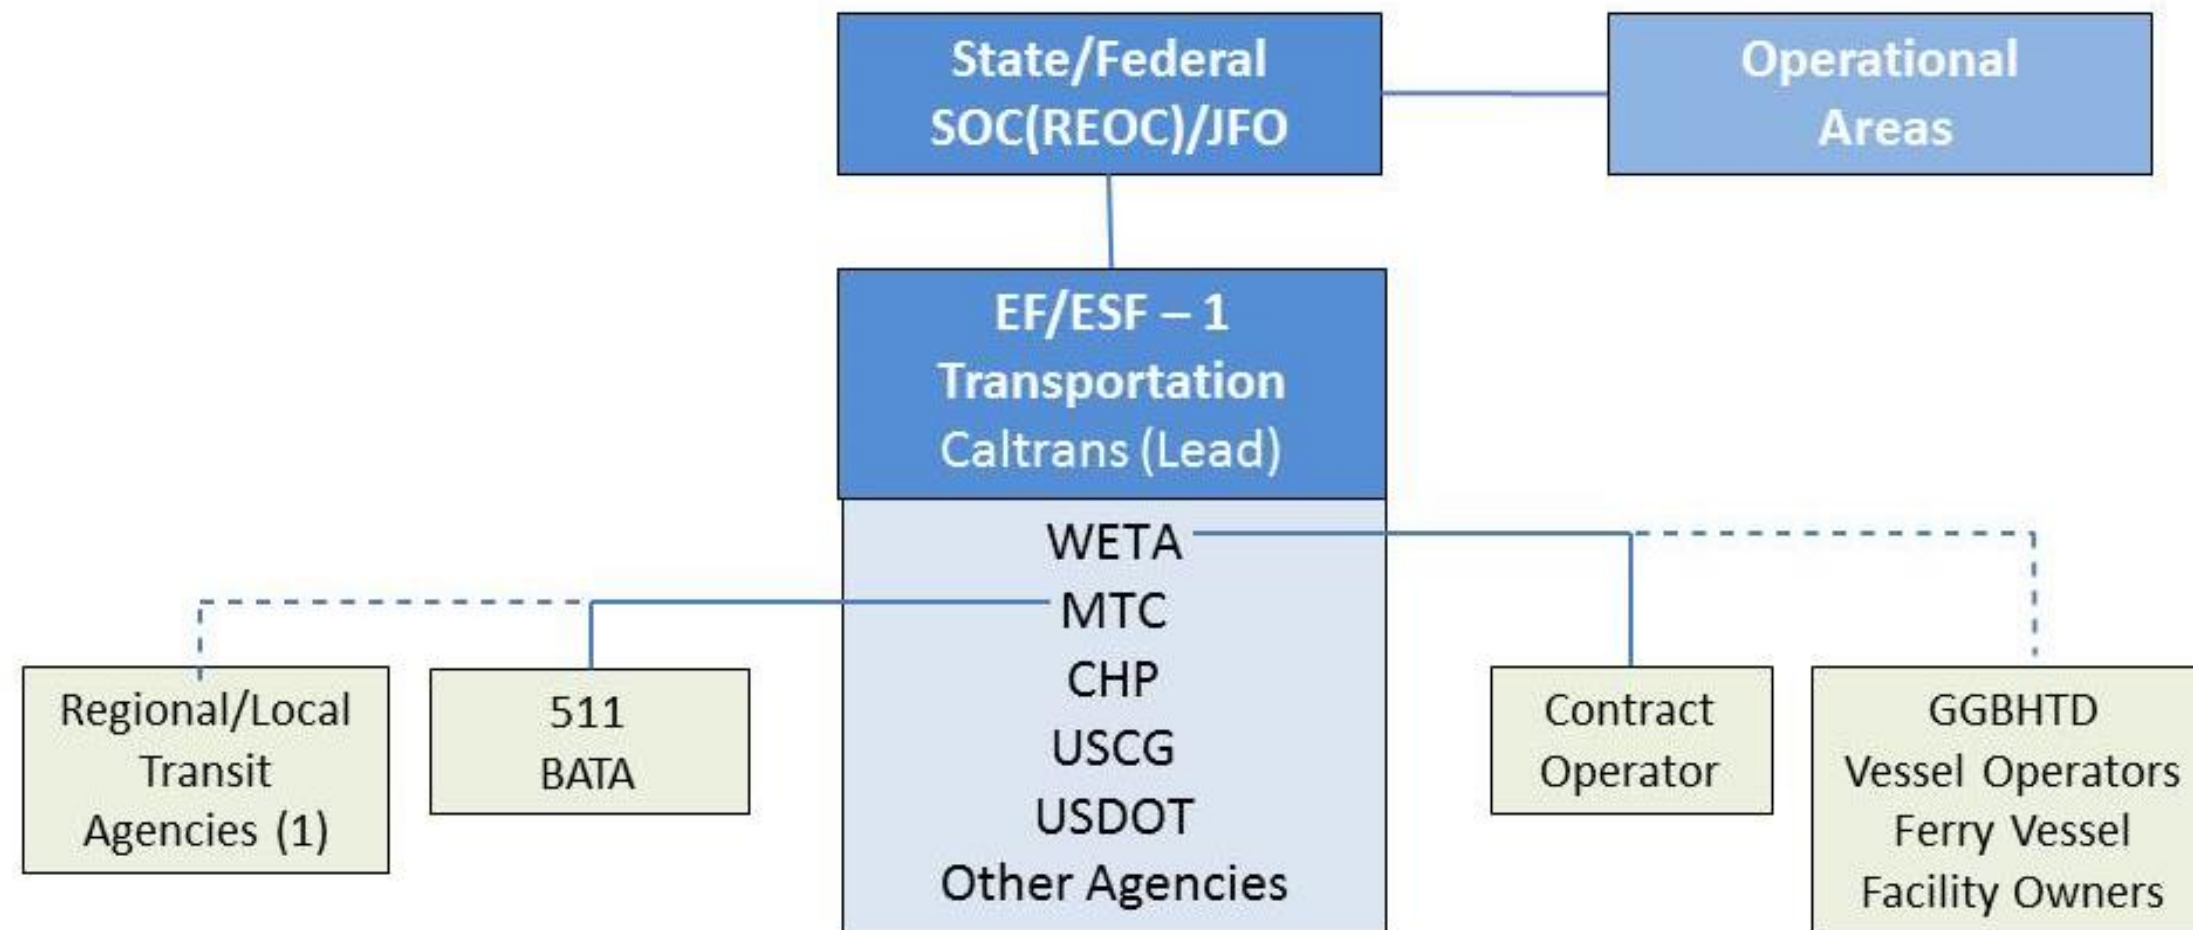 State/Federal
SOC(REOC)/JFO
Operational
Areas
EF/ESF – 1
Transportation
Caltrans (Lead)
WETA
MTC
CHP
USCG
USDOT
Other Agencies
Regional/Local
Transit
Agencies (1)
511
BATA
Contract
Operator
GGBHTD
Vessel Operators
Ferry Vessel
Facility Owners